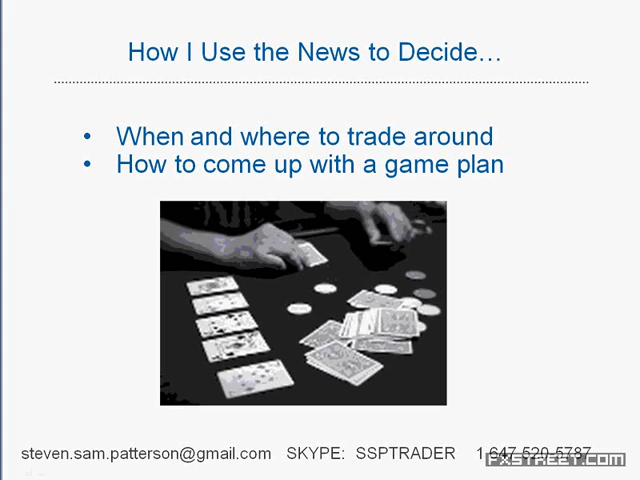 How I Use the News to Decide…
• When and where to trade around
• How to come up with a game plan
steven.sam.patterson@gmail.com SKYPE: SSPTRADER 1 647 520-5787
FXSTREET.COM